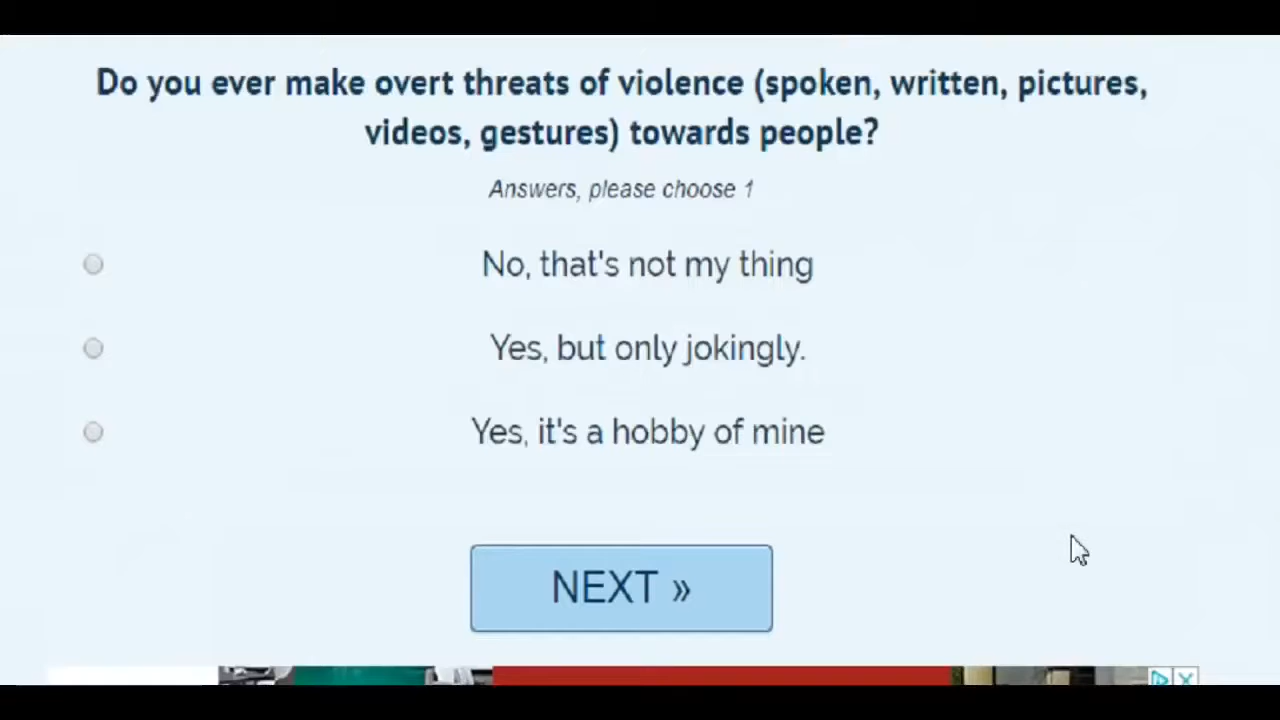 Do you ever make overt threats of violence (spoken, written, pictures,
videos, gestures) towards people?
Answers, please choose 1
No, that's not my thing
Yes, but only jokingly.
Yes, it's a hobby of mine
NEXT »